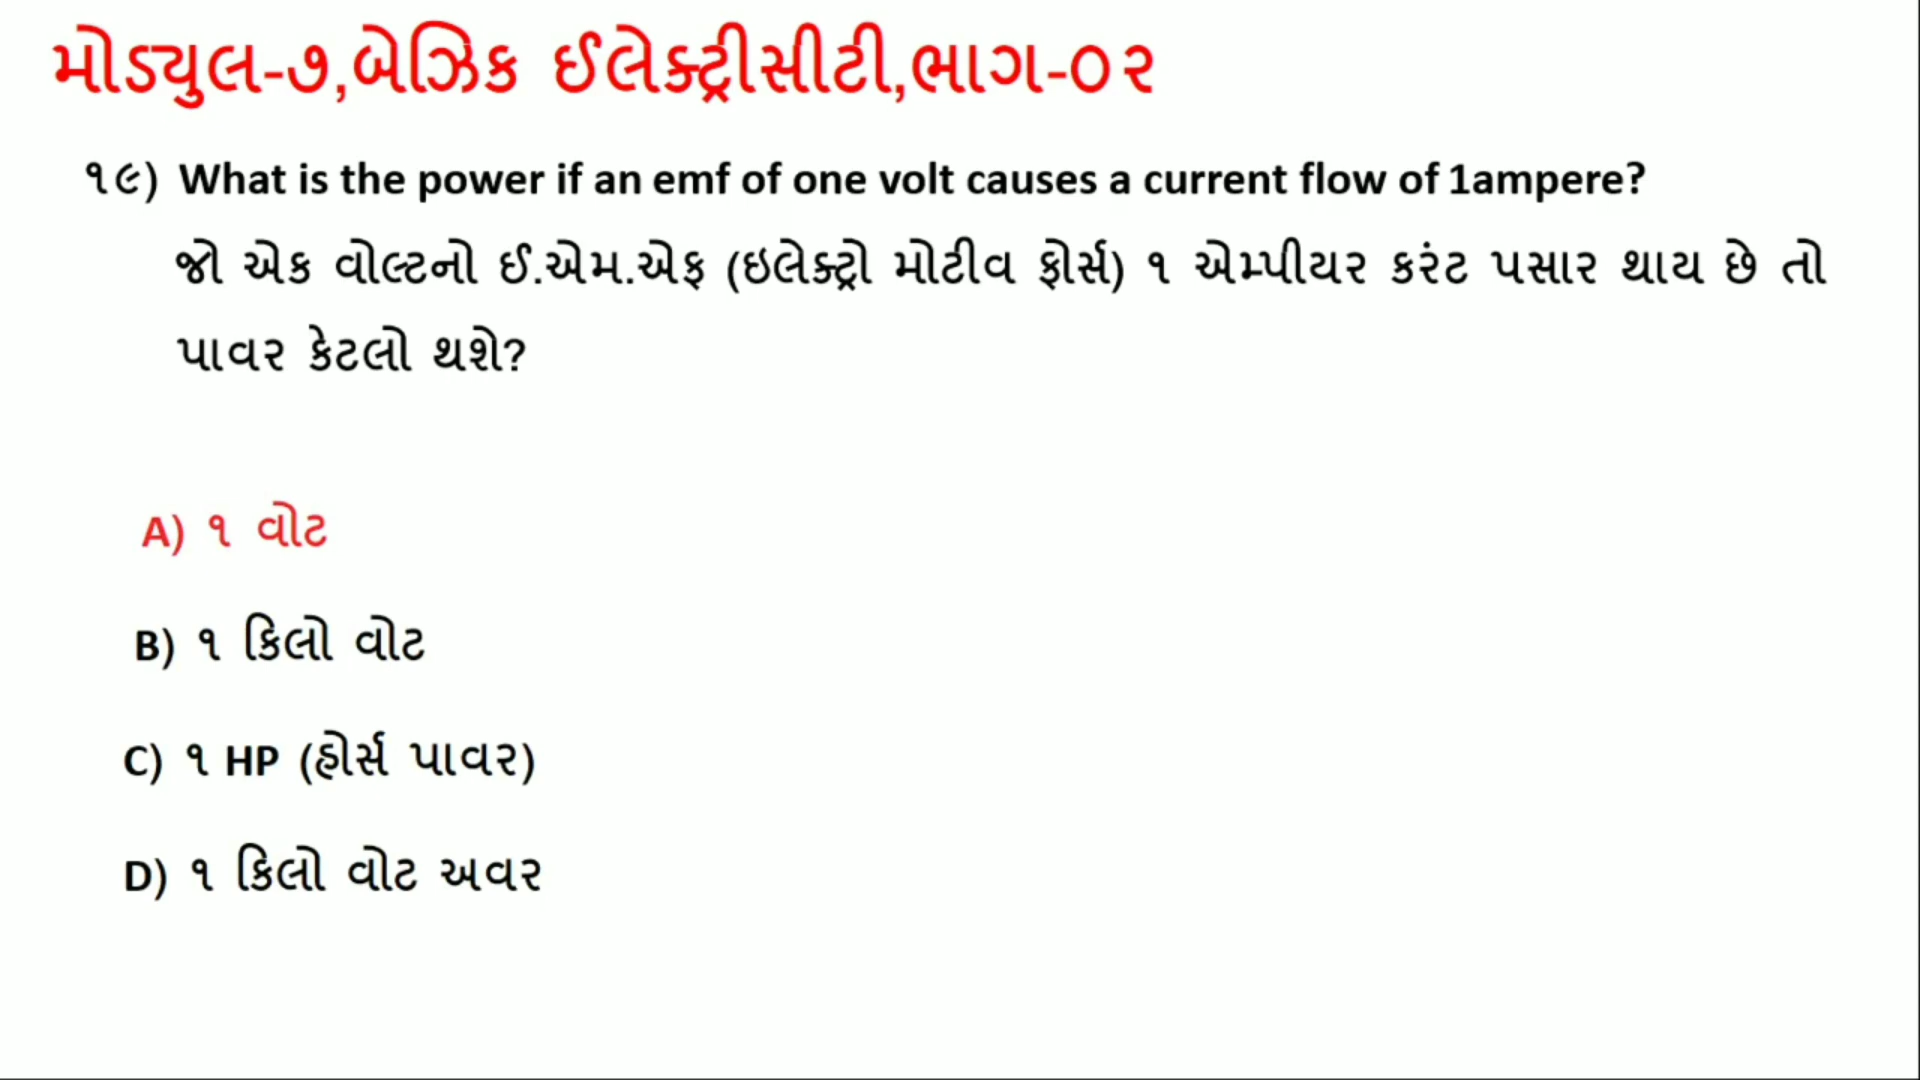 મોડ્યુલ-૭,બેઝિક ઈલેક્ટ્રીસીટી,ભાગ-૦૨
૧૯) What is the power if an emf of one volt causes a current flow of 1ampere?
જો એક વોલ્ટનો ઈ.એમ.એફ (ઇલેક્ટ્રો મોટીવ ફોર્સ) ૧ એમ્પીયર કરંટ પસાર થાય છે તો
પાવર કેટલો થશે?
A) ૧ વોટ
B) ૧ કિલો વોટ
C) ૧ HP (હોર્સ પાવર)
D) ૧ કિલો વોટ અવર